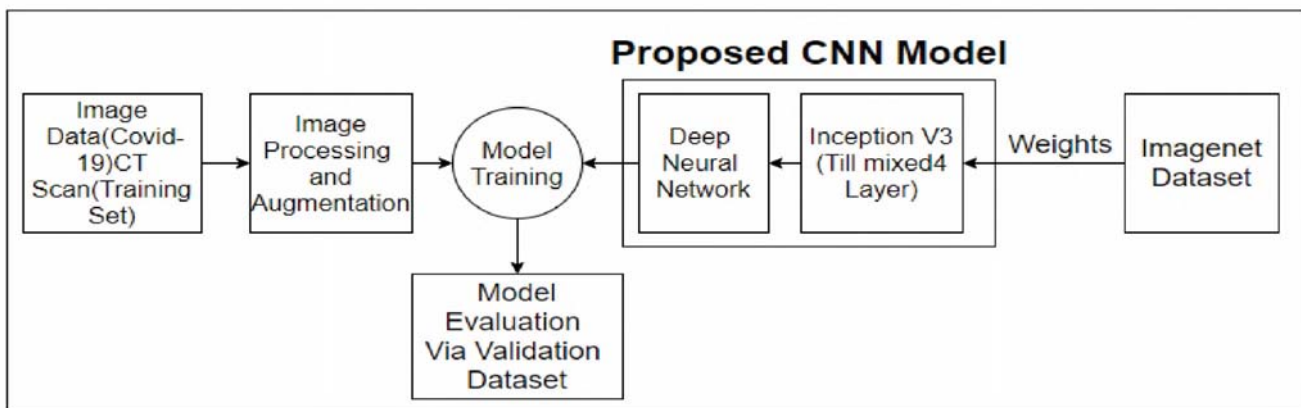 Proposed CNN Model
Image
Data(Covid-
19)CT
Scan(Training
Set)
Image
Processing
and
Augmentation
Model
Training
Deep
Neural
Network
Inception V3
(Till mixed4
Layer)
Weights
Imagenet
Dataset
Model
Evaluation
Via Validation
Dataset